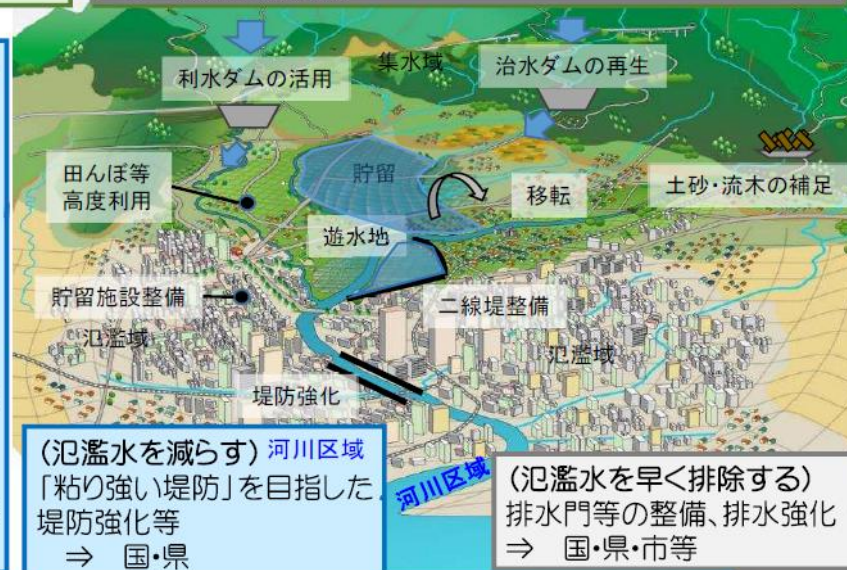 利水ダムの活用
集水域
治水ダムの再生
田んぼ等
高度利用
貯留
移転
土砂・流木の補足
遊水地
貯留施設整備
二線堤整備
氾濫域
氾濫域
堤防強化
(氾濫水を減らす) 河川区域
「粘り強い堤防」を目指した
堤防強化等
⇒ 国・県
河川区域
(氾濫水を早く排除する)
排水門等の整備、排水強化
⇒ 国・県・市等